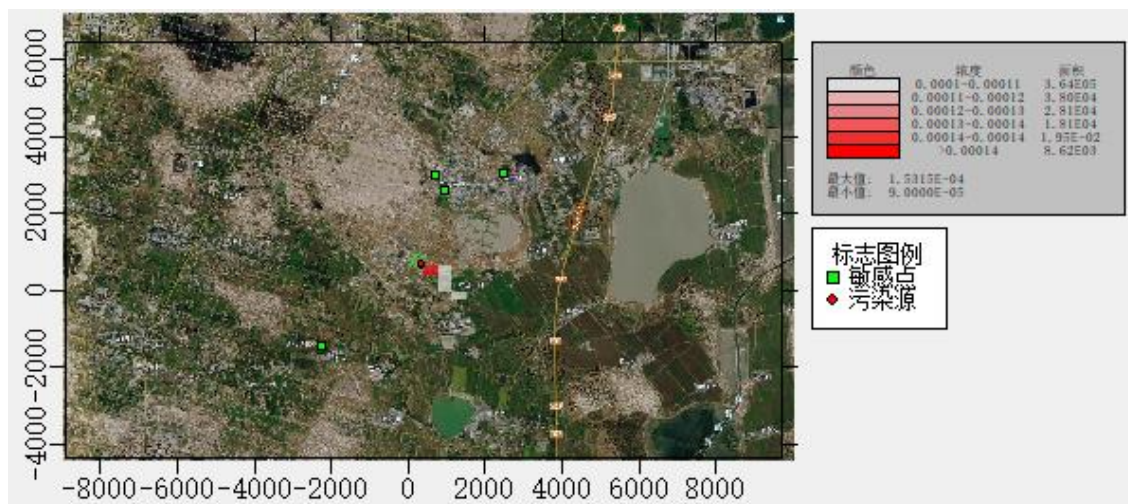 6000
4000
2000
0
-2000
-4000
-8000 -6000 -4000 -2000 0 2000 4000 6000 8000
颜色 浓度 面积
0.0001-0.00011 3.64E05
0.00011-0.00012 3.80E04
0.00012-0.00013 2.81E04
0.00013-0.00014 1.81E04
0.00014-0.00014 1.95E-02
>0.00014 8.62E03
最大值: 1.5315E-04
最小值: 9.0000E-05
标志图例
敏感点
污染源